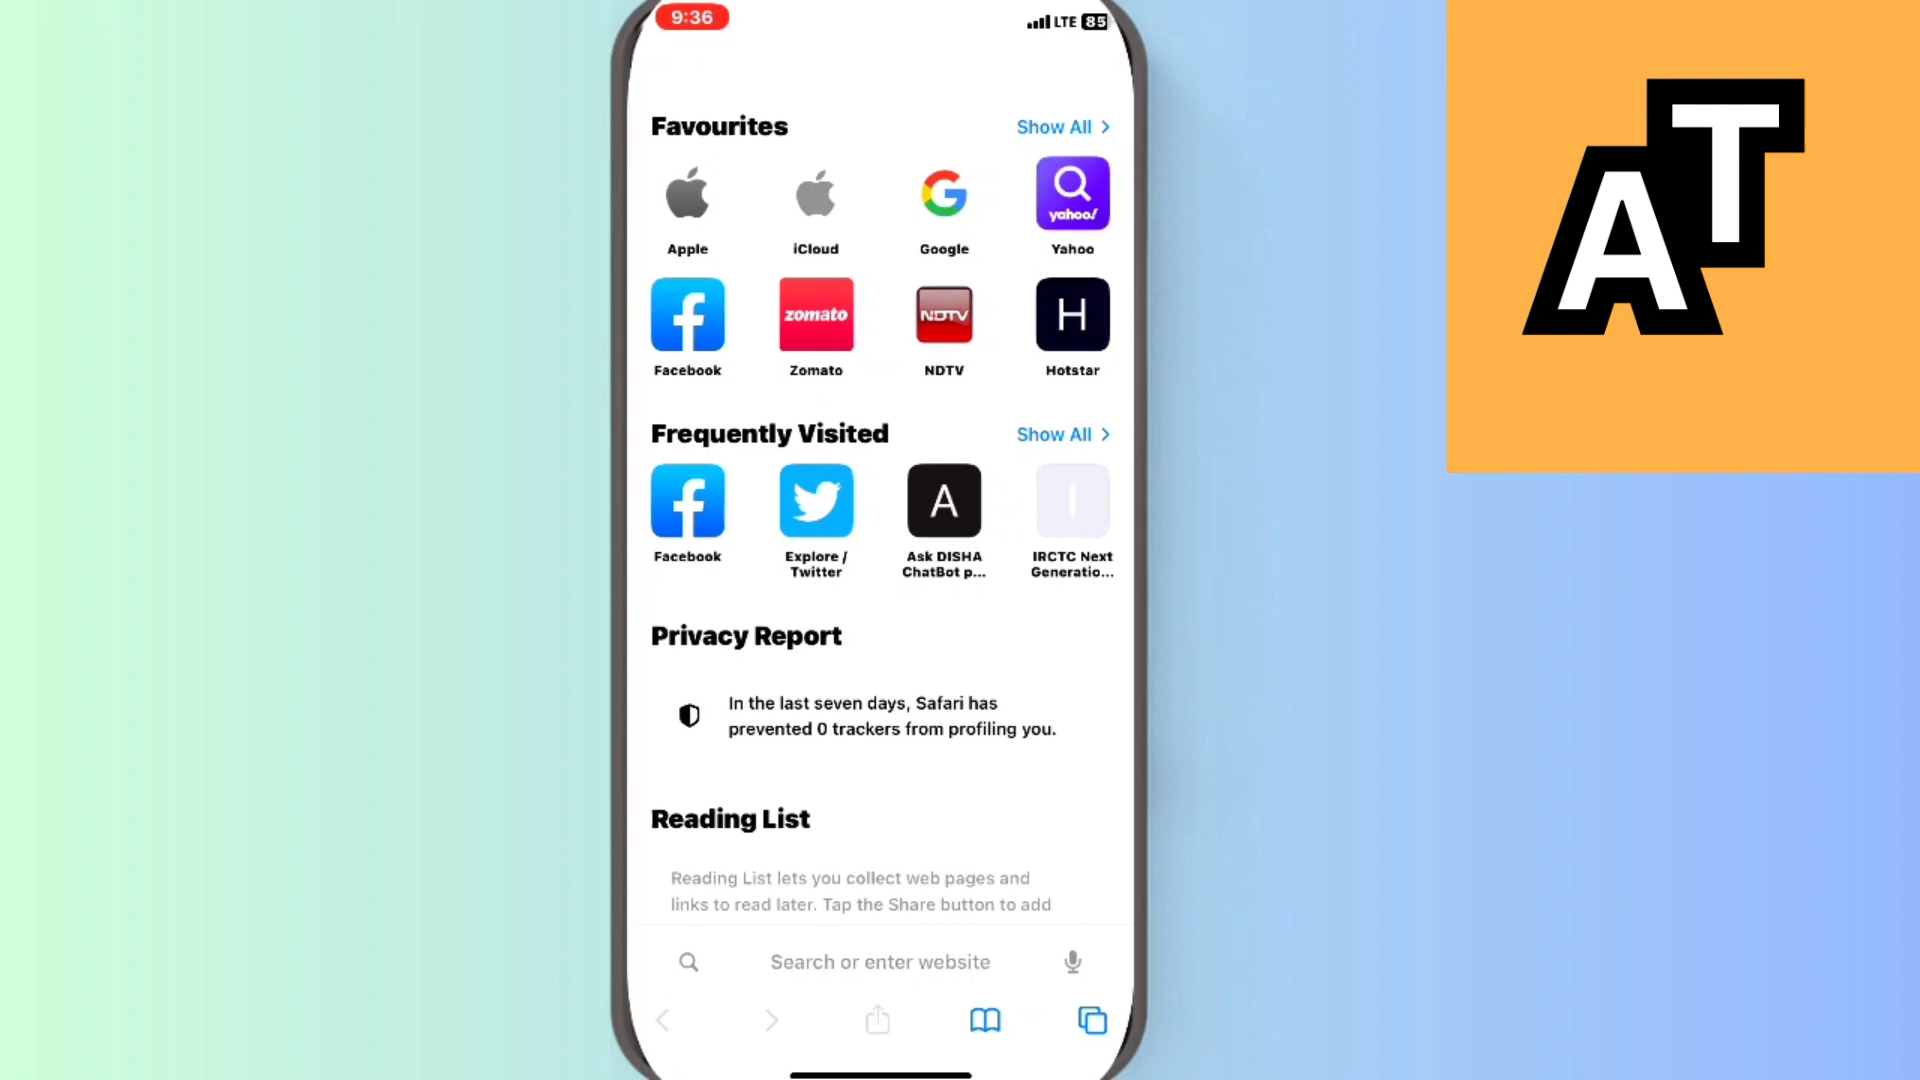 9:36
LTE 85
Favourites
Show All
yahoo!
Apple
iCloud
Google
Yahoo
zomato
NDTV
H
Facebook
Zomato
NDTV
Hotstar
Frequently Visited
Show All
A
I
Facebook
Explore /
Twitter
Ask DISHA
ChatBot p...
IRCTC Next
Generatio...
Privacy Report
In the last seven days, Safari has
prevented 0 trackers from profiling you.
Reading List
Reading List lets you collect web pages and
links to read later. Tap the Share button to add
Search or enter website
AT